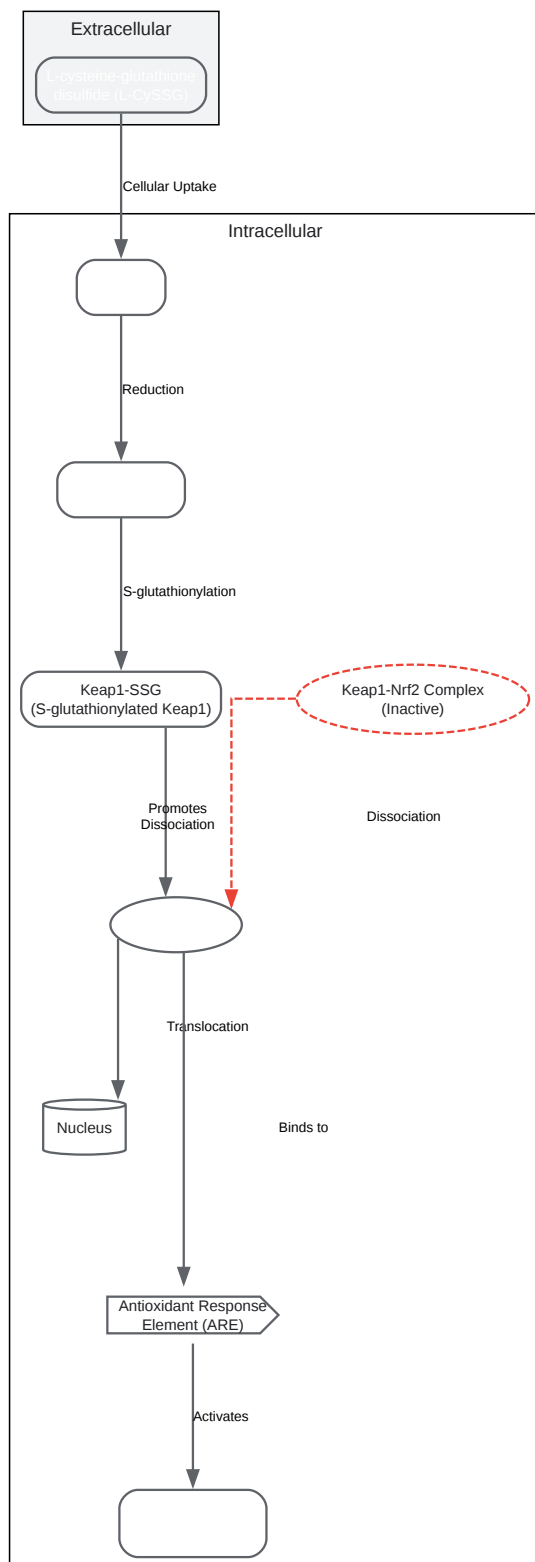 Extracellular
L-cysteine-glutathione
disulfide (L-CySSG)
Cellular Uptake
Intracellular
Reduction
S-glutathionylation
Keap1-SSG
(S-glutathionylated Keap1)
Keap1-Nrf2 Complex
(Inactive)
Promotes
Dissociation
Dissociation
Translocation
Nucleus
Binds to
Antioxidant Response
Element (ARE)
Activates